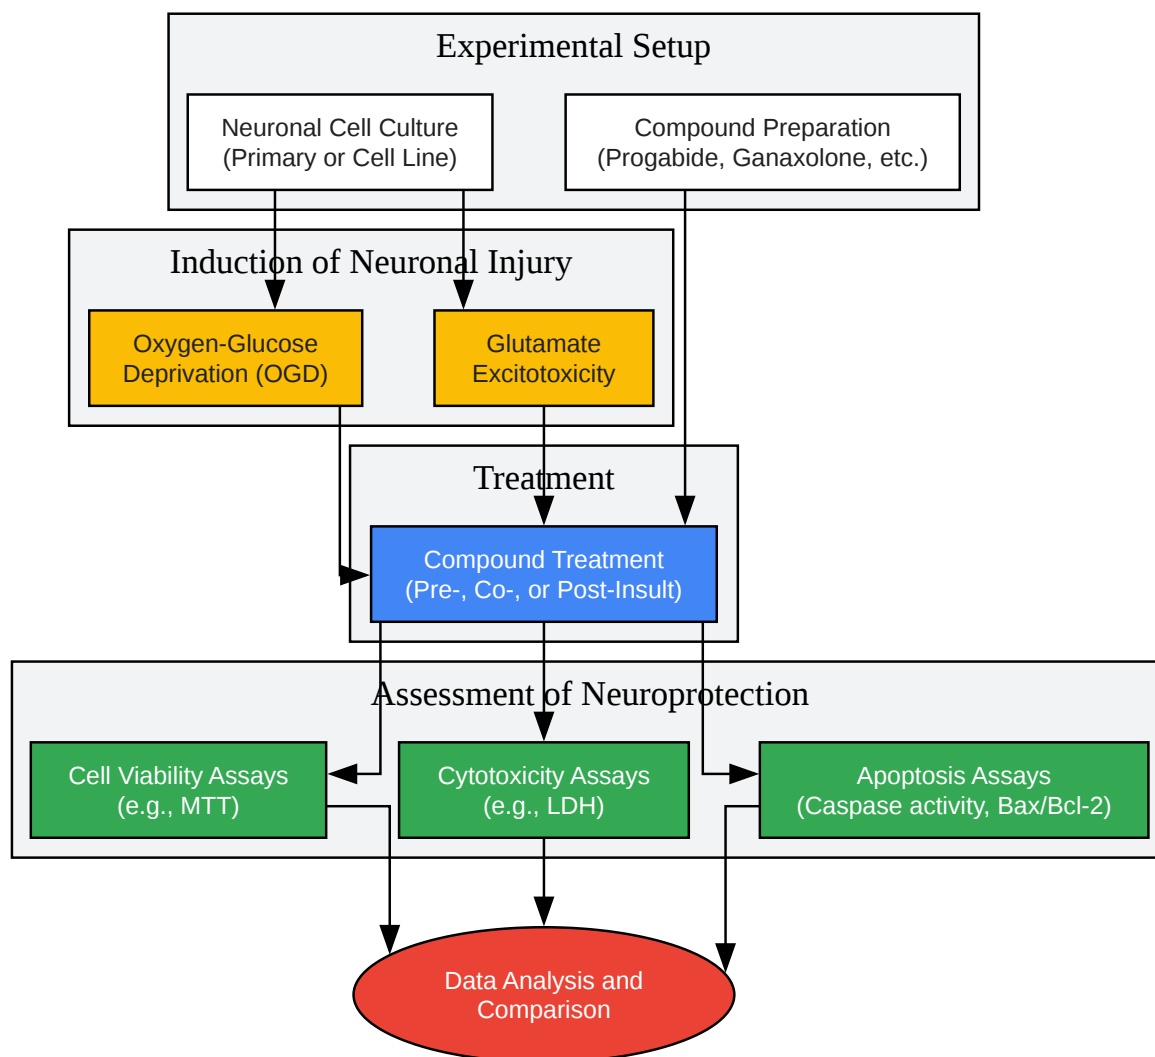 Experimental Setup
Neuronal Cell Culture
(Primary or Cell Line)
Compound Preparation
(Progabide, Ganaxolone, etc.)
Induction of Neuronal Injury
Oxygen-Glucose
Deprivation (OGD)
Glutamate
Excitotoxicity
Treatment
Compound Treatment
(Pre-, Co-, or Post-Insult)
Assessment of Neuroprotection
Cell Viability Assays
(e.g., MTT)
Cytotoxicity Assays
(e.g., LDH)
Apoptosis Assays
(Caspase activity, Bax/Bcl-2)
Data Analysis and
Comparison